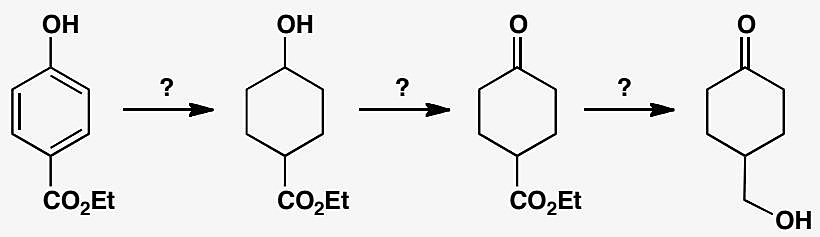 OH OH O O
? ? ?
CO₂Et CO₂Et CO₂Et OH